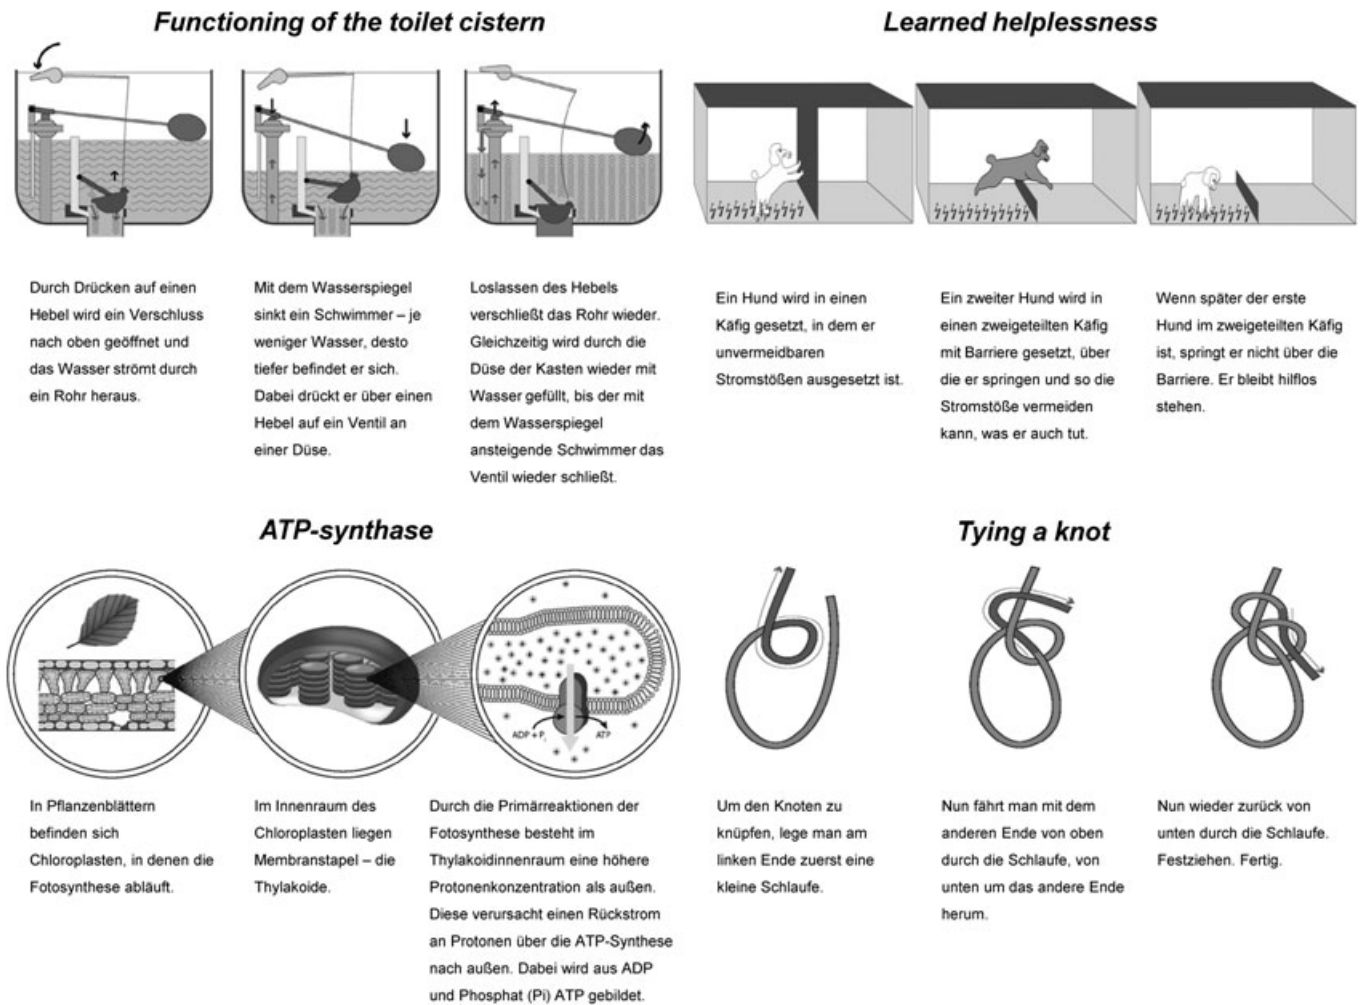 Functioning of the toilet cistern
Durch Drücken auf einen
Hebel wird ein Verschluss
nach oben geöffnet und
das Wasser strömt durch
ein Rohr heraus.
Mit dem Wasserspiegel
sinkt ein Schwimmer – je
weniger Wasser, desto
tiefer befindet er sich.
Dabei drückt er über einen
Hebel auf ein Ventil an
einer Düse.
Loslassen des Hebels
verschließt das Rohr wieder.
Gleichzeitig wird durch die
Düse der Kasten wieder mit
Wasser gefüllt, bis der mit
dem Wasserspiegel
ansteigende Schwimmer das
Ventil wieder schließt.
Learned helplessness
Ein Hund wird in einen
Käfig gesetzt, in dem er
unvermeidbaren
Stromstößen ausgesetzt ist.
Ein zweiter Hund wird in
einen zweigeteilten Käfig
mit Barriere gesetzt, über
die er springen und so die
Stromstöße vermeiden
kann, was er auch tut.
Wenn später der erste
Hund im zweigeteilten Käfig
ist, springt er nicht über die
Barriere. Er bleibt hilflos
stehen.
ATP-synthase
ADP + Pi
ATP
In Pflanzenblättern
befinden sich
Chloroplasten, in denen die
Fotosynthese abläuft.
Im Innenraum des
Chloroplasten liegen
Membranstapel – die
Thylakoide.
Durch die Primärreaktionen der
Fotosynthese besteht im
Thylakoidinnenraum eine höhere
Protonenkonzentration als außen.
Diese verursacht einen Rückstrom
an Protonen über die ATP-Synthese
nach außen. Dabei wird aus ADP
und Phosphat (Pi) ATP gebildet.
Tying a knot
Um den Knoten zu
knüpfen, lege man am
linken Ende zuerst eine
kleine Schlaufe.
Nun fährt man mit dem
anderen Ende von oben
durch die Schlaufe, von
unten um das andere Ende
herum.
Nun wieder zurück von
unten durch die Schlaufe.
Festziehen. Fertig.